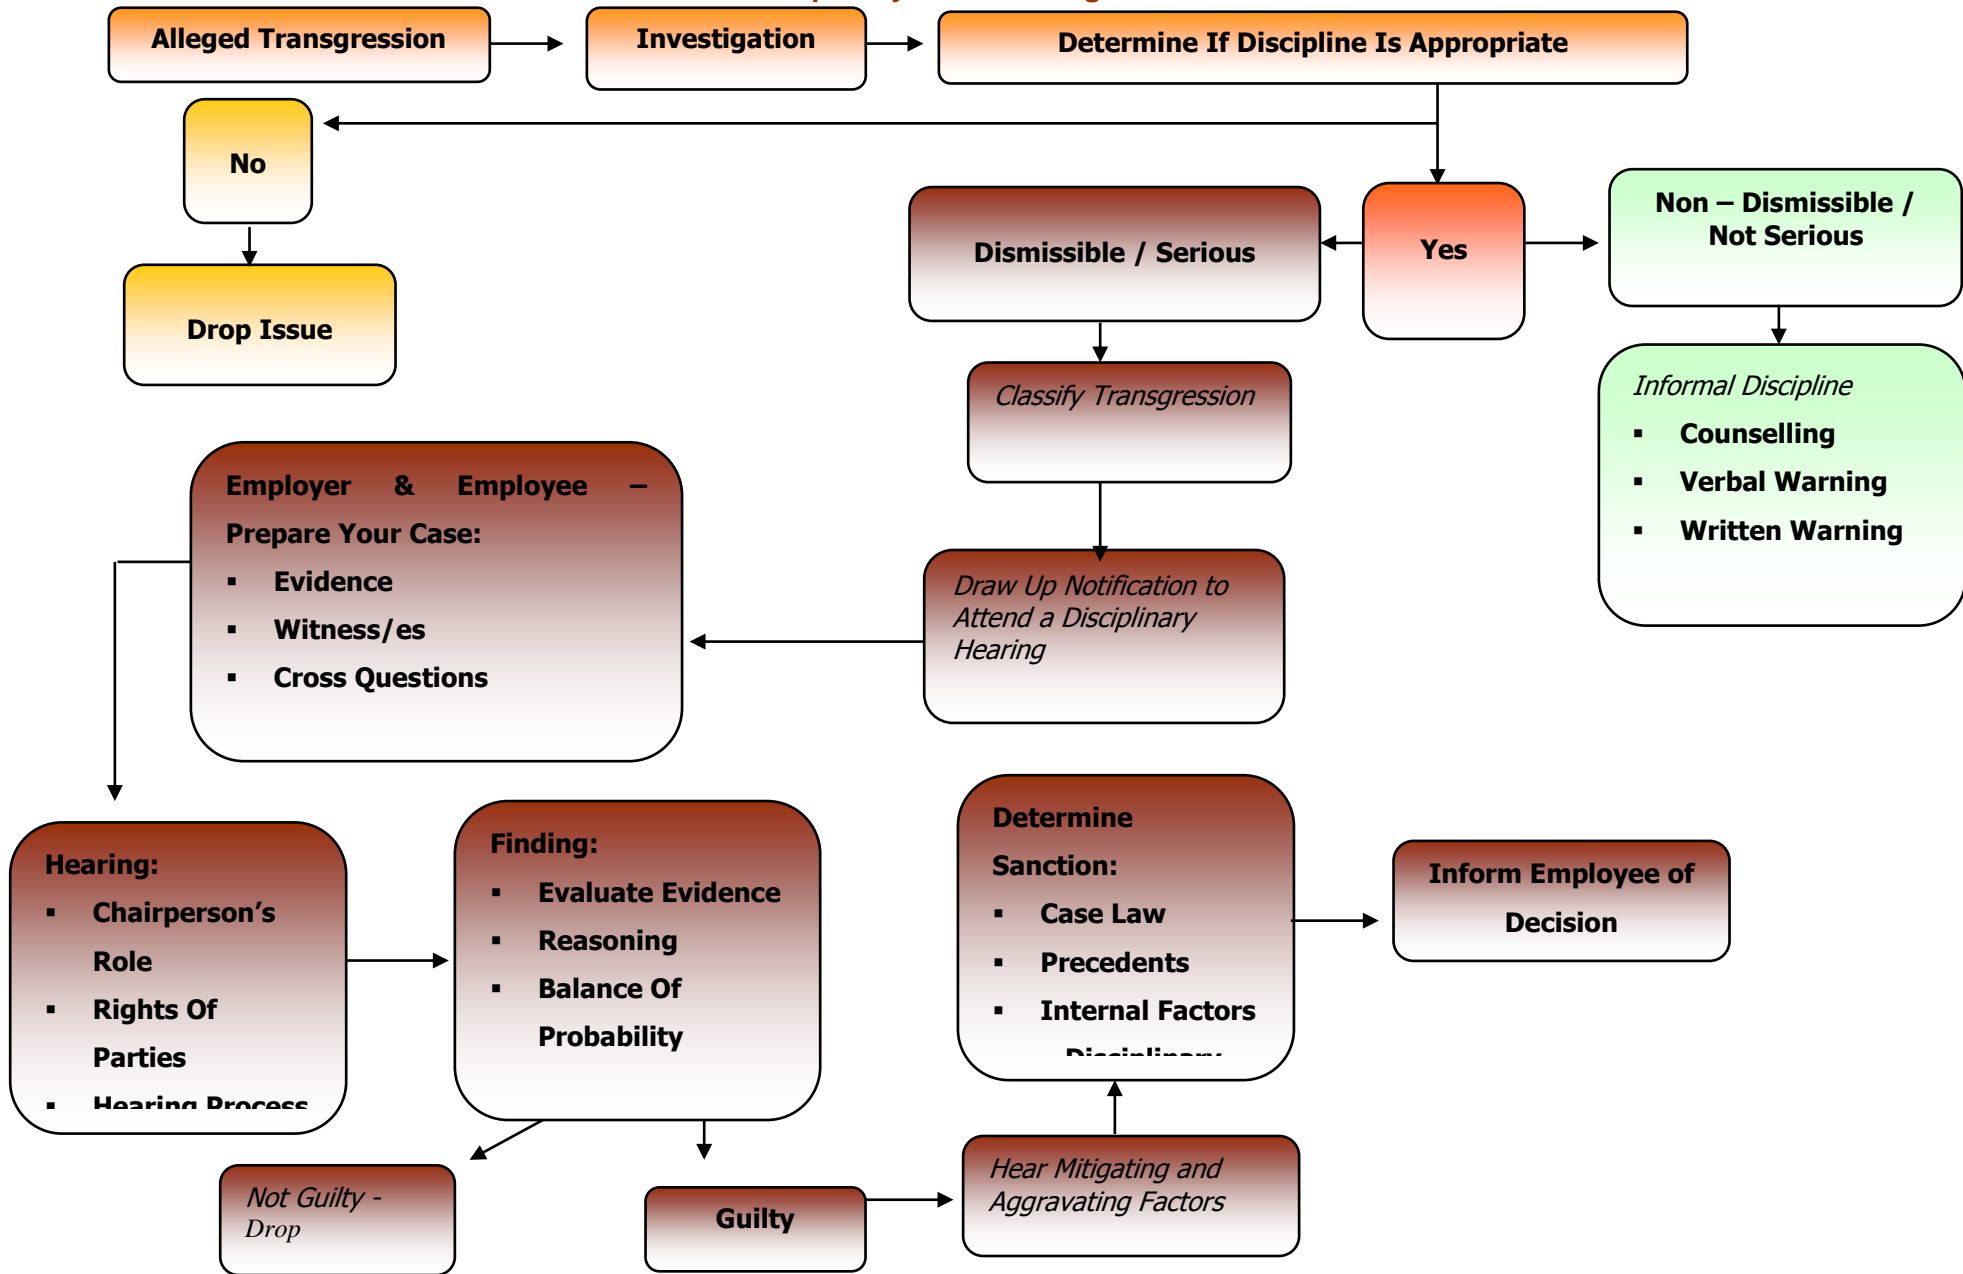 Alleged Transgression
Investigation
Determine If Discipline Is Appropriate
No
Drop Issue
Dismissible / Serious
Yes
Non – Dismissible /
Not Serious
Classify Transgression
Informal Discipline
▪ Counselling
▪ Verbal Warning
▪ Written Warning
Employer & Employee –
Prepare Your Case:
▪ Evidence
▪ Witness/es
▪ Cross Questions
Draw Up Notification to
Attend a Disciplinary
Hearing
Hearing:
▪ Chairperson’s
Role
▪ Rights Of
Parties
▪ Hearing Process
Finding:
▪ Evaluate Evidence
▪ Reasoning
▪ Balance Of
Probability
Determine
Sanction:
▪ Case Law
▪ Precedents
▪ Internal Factors
Disciplinary
Inform Employee of
Decision
Not Guilty -
Drop
Guilty
Hear Mitigating and
Aggravating Factors